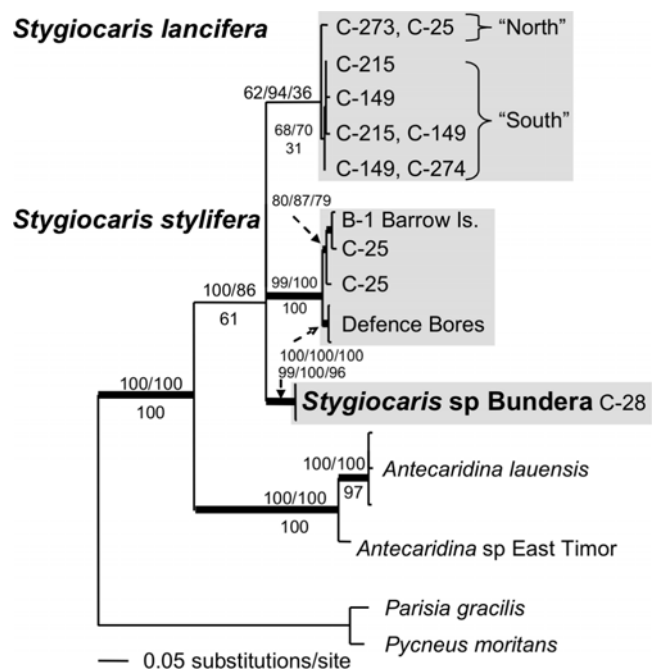 Stygiocaris lancifera
C-273, C-25 "North"
C-215
62/94/36
C-149
68/70
31
C-215, C-149
"South"
C-149, C-274
80/87/79
Stygiocaris stylifera
B-1 Barrow Is.
C-25
99/100
100
C-25
100/86
61
Defence Bores
100/100/100
99/100/96
100/100
100
Stygiocaris sp Bundera C-28
100/100
97
Antecaridina lauensis
100/100
100
Antecaridina sp East Timor
Parisia gracilis
Pycneus moritans
0.05 substitutions/site